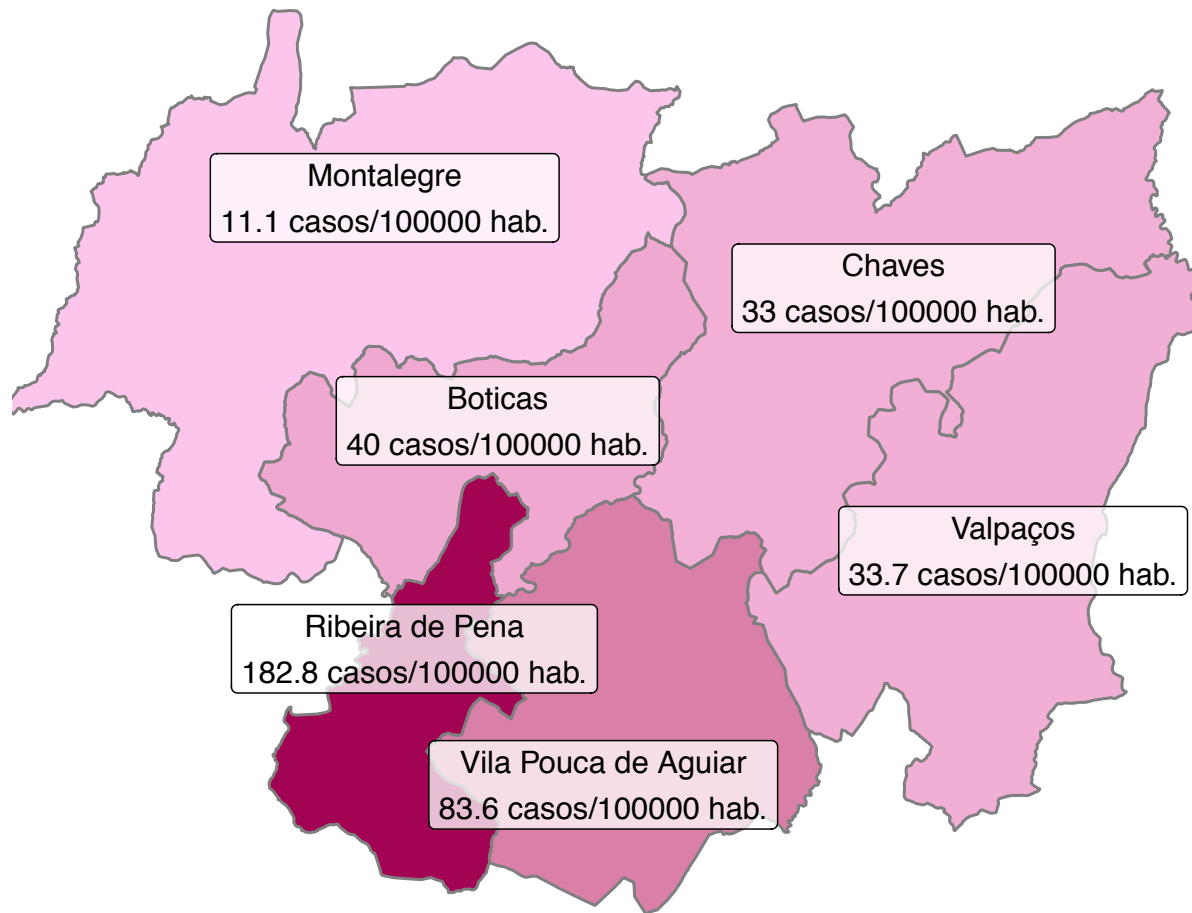 Montalegre
11.1 casos/100000 hab.
Chaves
33 casos/100000 hab.
Boticas
40 casos/100000 hab.
Valpaços
33.7 casos/100000 hab.
Ribeira de Pena
182.8 casos/100000 hab.
Vila Pouca de Aguiar
83.6 casos/100000 hab.